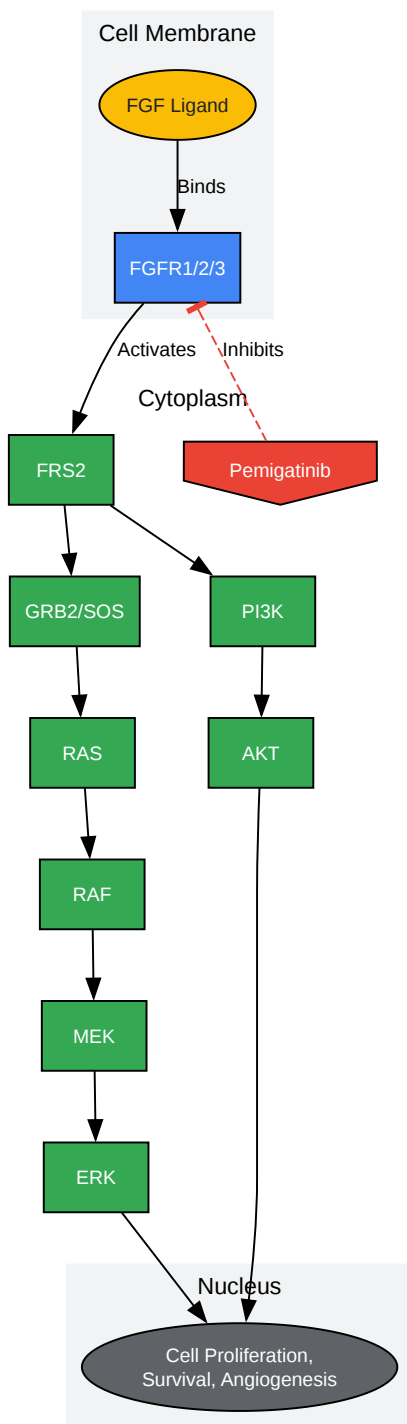 Cell Membrane
FGF Ligand
Binds
FGFR1/2/3
Activates
Inhibits
Cytoplasm
FRS2
Pemigatinib
GRB2/SOS
PI3K
RAS
AKT
RAF
MEK
ERK
Nucleus
Cell Proliferation,
Survival, Angiogenesis